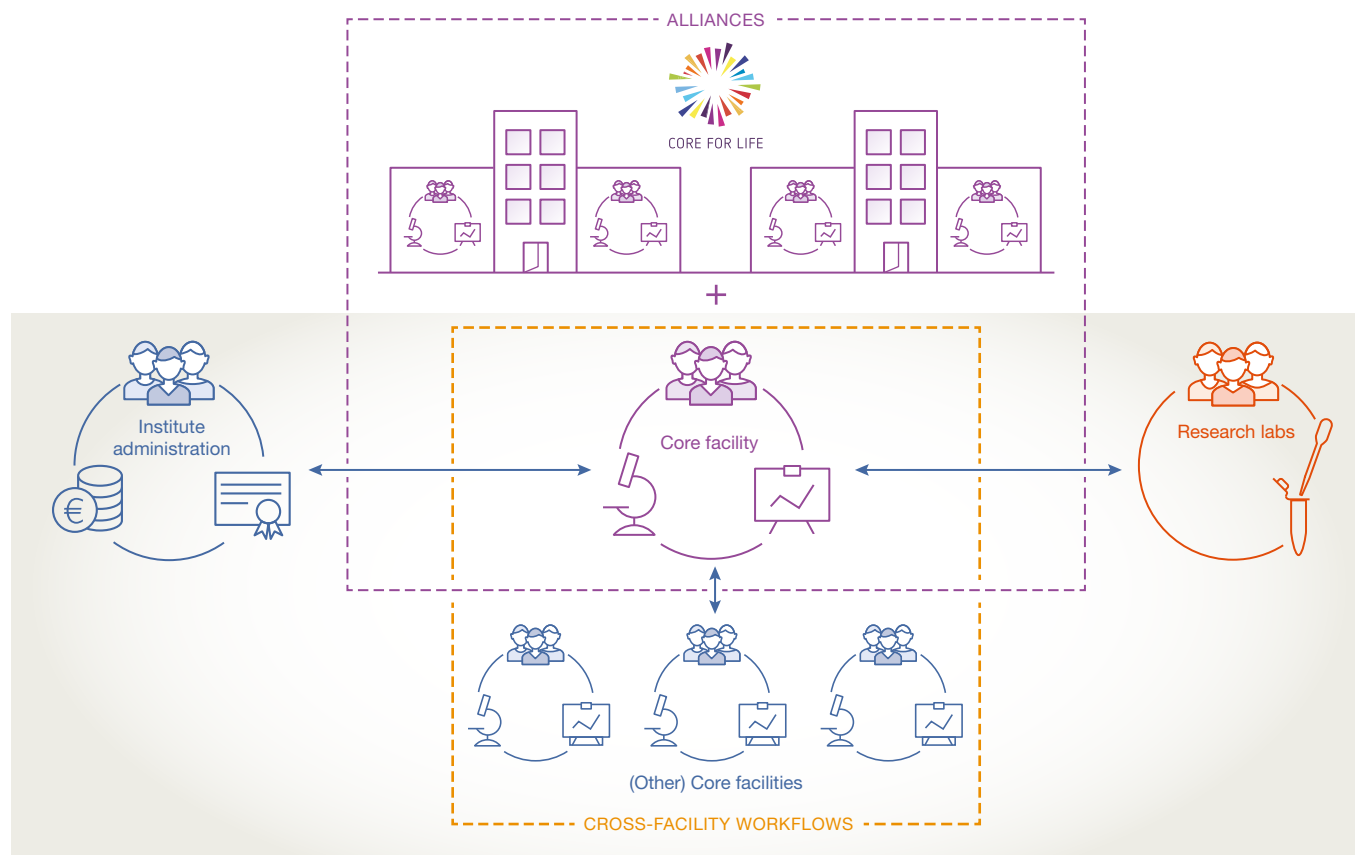 ALLIANCES
CORE FOR LIFE
Institute
administration
€
Core facility
Research labs
(Other) Core facilities
CROSS-FACILITY WORKFLOWS